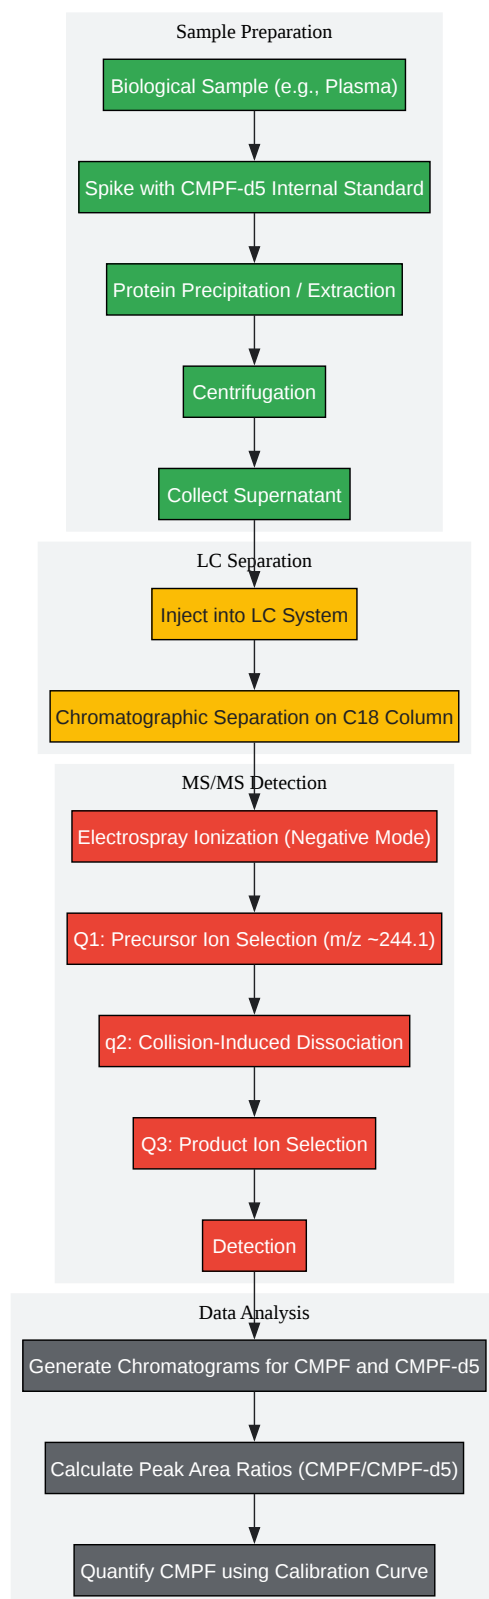 Sample Preparation
Biological Sample (e.g., Plasma)
Spike with CMPF-d5 Internal Standard
Protein Precipitation / Extraction
Centrifugation
Collect Supernatant
LC Separation
Inject into LC System
Chromatographic Separation on C18 Column
MS/MS Detection
Electrospray Ionization (Negative Mode)
Q1: Precursor Ion Selection (m/z ~244.1)
q2: Collision-Induced Dissociation
Q3: Product Ion Selection
Detection
Data Analysis
Generate Chromatograms for CMPF and CMPF-d5
Calculate Peak Area Ratios (CMPF/CMPF-d5)
Quantify CMPF using Calibration Curve